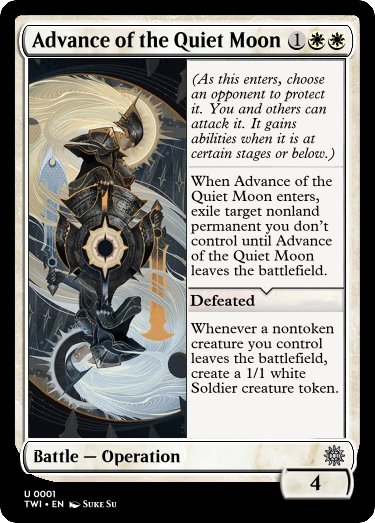 Advance of the Quiet Moon 1
(As this enters, choose
an opponent to protect
it. You and others can
attack it. It gains
abilities when it is at
certain stages or below.)
When Advance of the
Quiet Moon enters,
exile target nonland
permanent you don't
control until Advance
of the Quiet Moon
leaves the battlefield.
Defeated
Whenever a nontoken
creature you control
leaves the battlefield,
create a 1/1 white
Soldier creature token.
Battle — Operation
4
U 0001
TWI • EN Suke Su